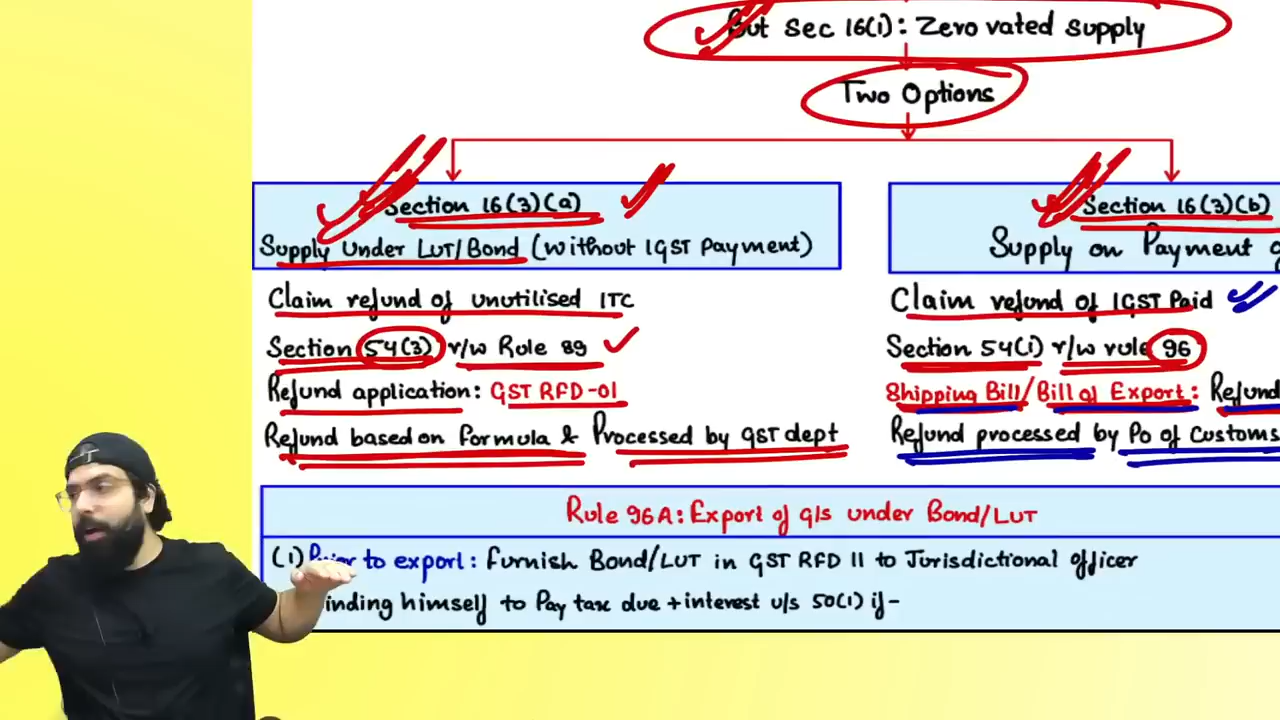 But Sec 16(1): Zero rated Supply
Two Options
Section 16(3)(a)
Supply Under LUT/Bond (without IGST Payment)
Claim refund of unutilised ITC
Section 54(3) r/w Rule 89
Refund application: GST RFD-01
Refund based on formula & Processed by GST dept
Section 16(3)(b)
Supply on Payment
Claim refund of IGST Paid
Section 54(1) r/w rule 96
Shipping Bill/Bill of Export: Refund
Refund processed by Po of Customs
Rule 96A: Export of G/s under Bond/LUT
(1) Prior to export: Furnish Bond/LUT in GST RFD 11 to Jurisdictional officer
inding himself to Pay tax due + interest u/s 50(1) if-